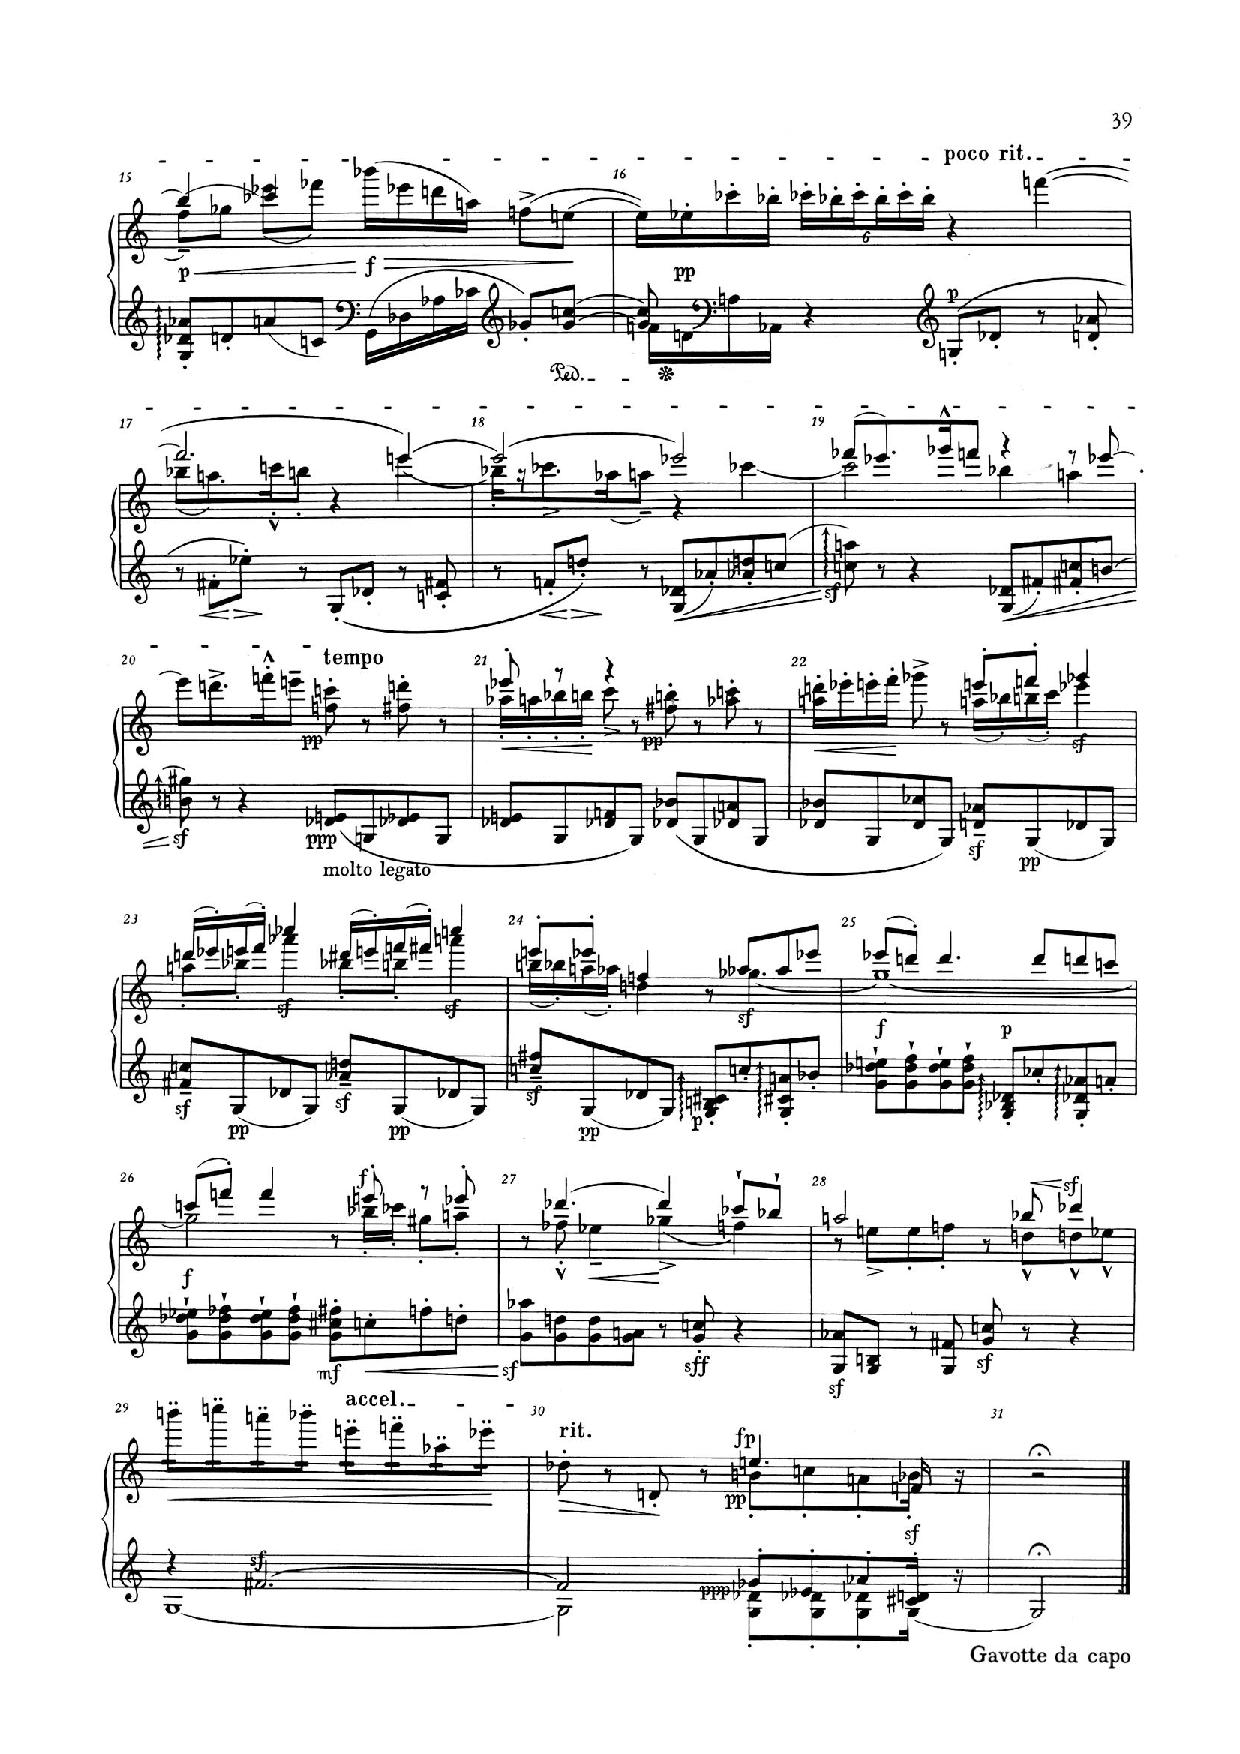 39
15 16 poco rit.
p f pp 6 p
Ped.
17 18 19
sf
20 tempo 21 22
pp pp sf
sf ppp sf pp
molto legato
23 24 25
sf sf sf f p
sf pp sf pp sf pp p
26 f 27 28 sf
f
mf sf sff sf sf
29 accel. 30 rit. fp 31
pp sf
sf ppp
Gavotte da capo